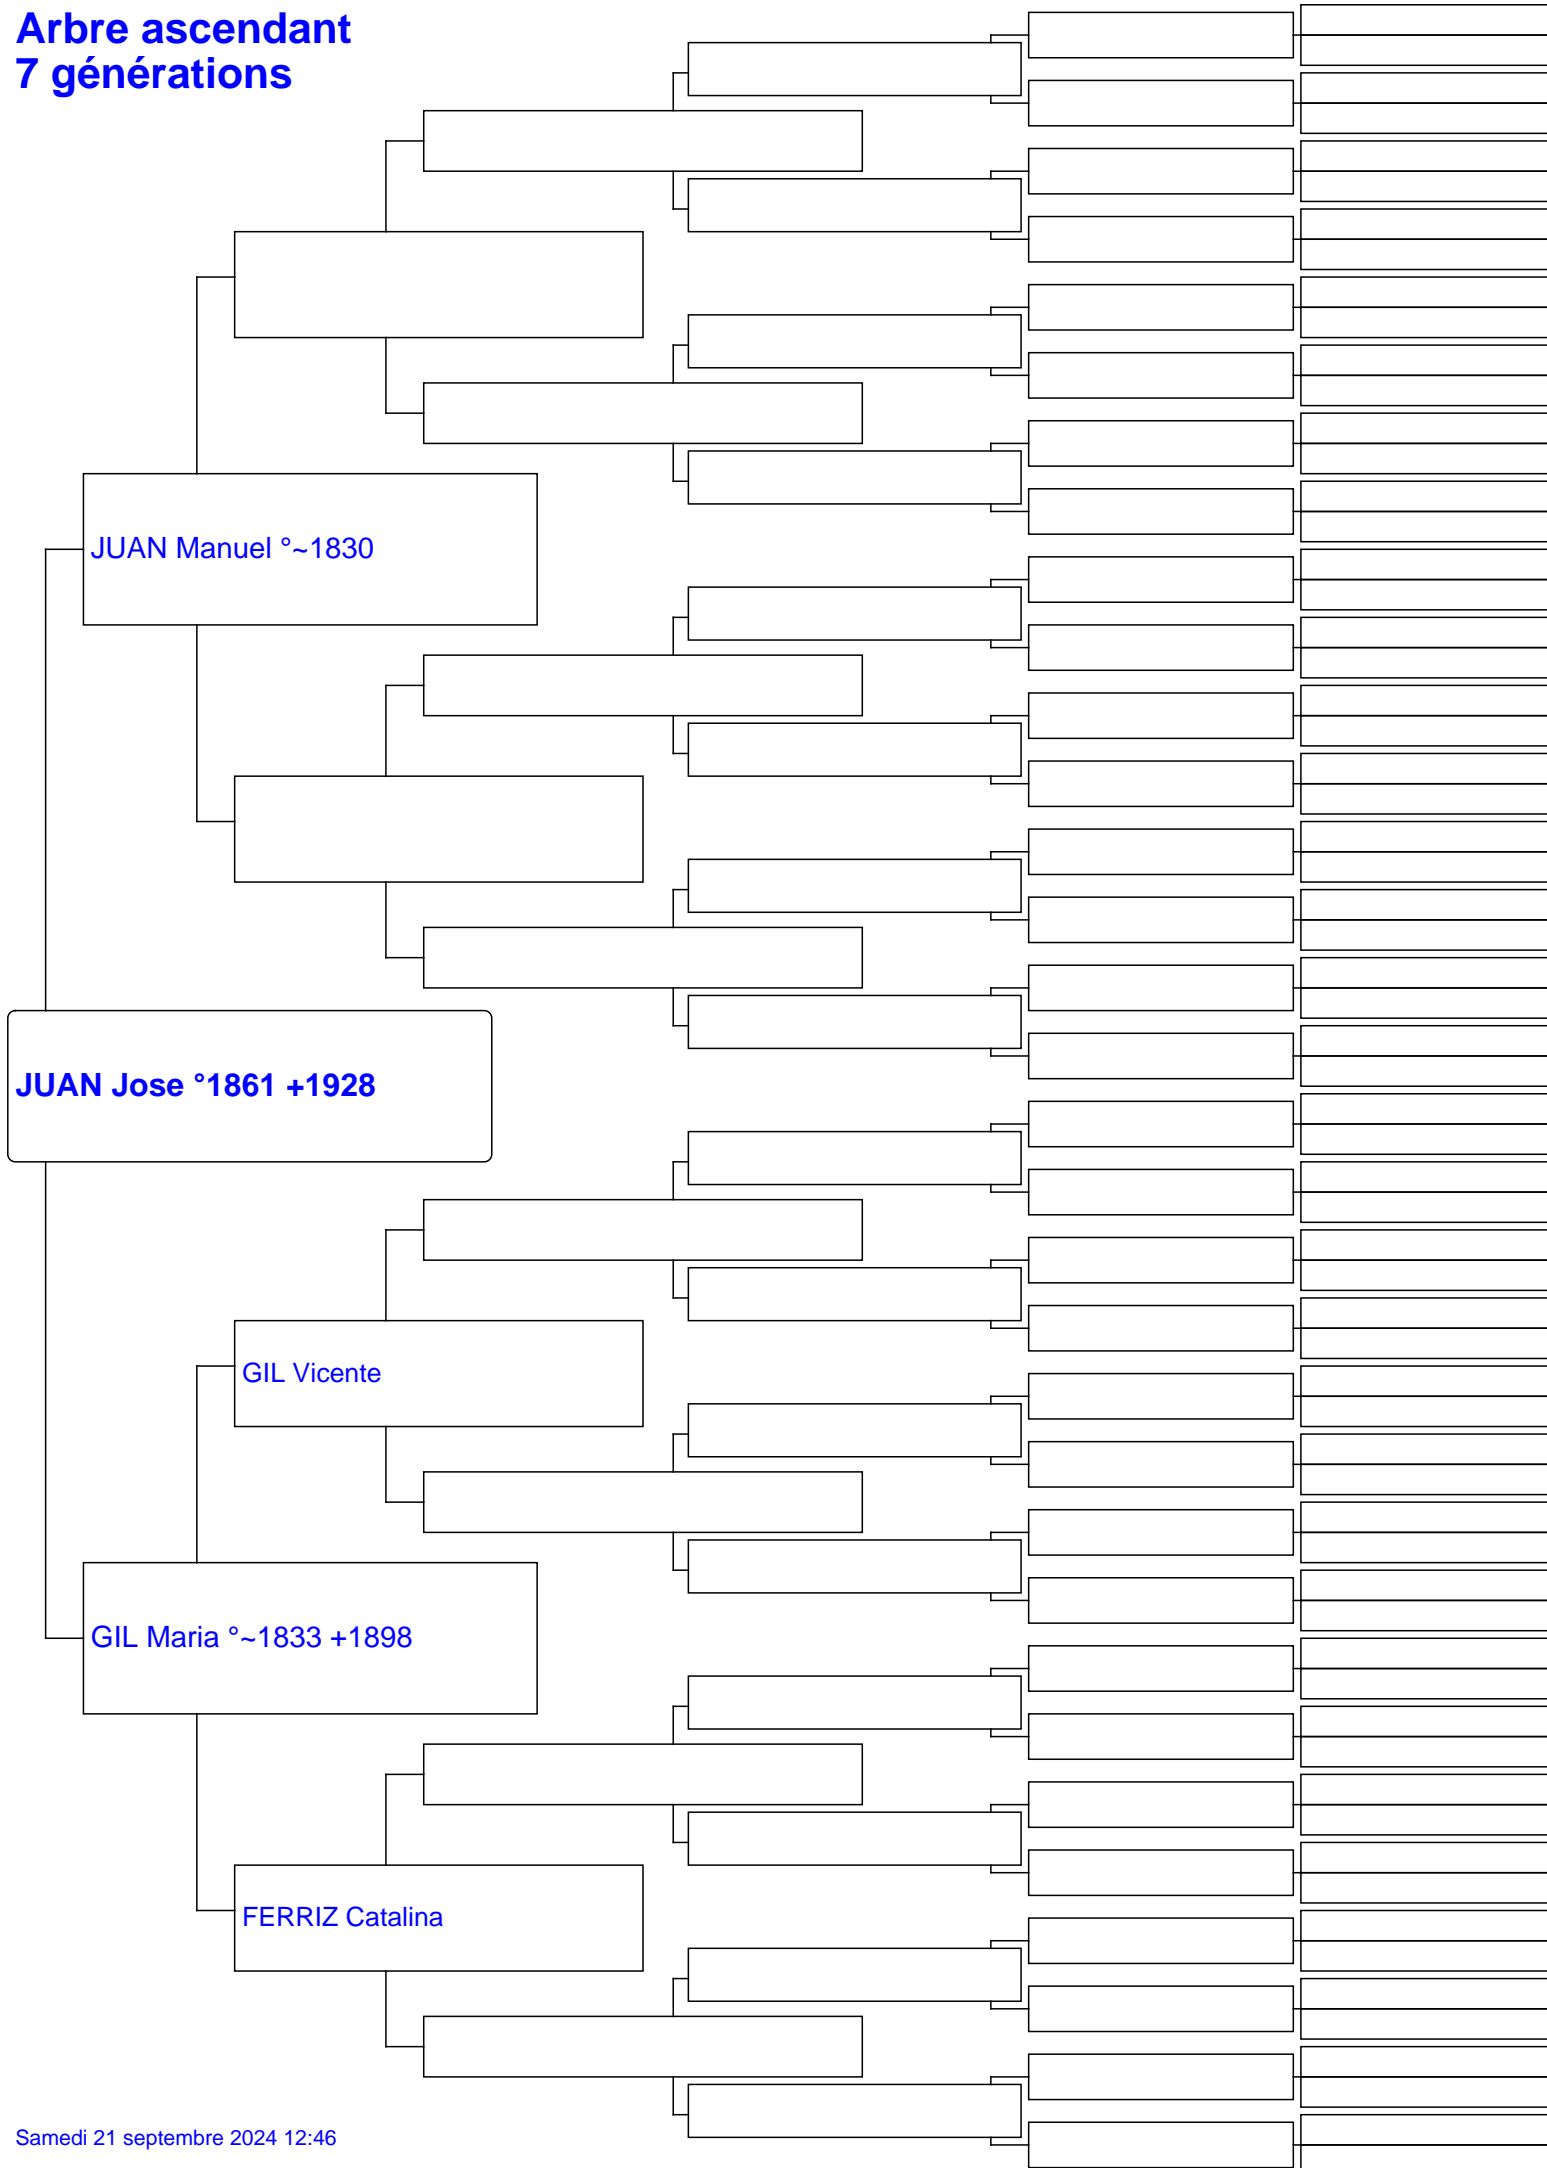 Arbre ascendant
7 générations
JUAN Manuel °~1830
JUAN Jose °1861 +1928
GIL Vicente
GIL Maria °~1833 +1898
FERRIZ Catalina
Samedi 21 septembre 2024 12:46